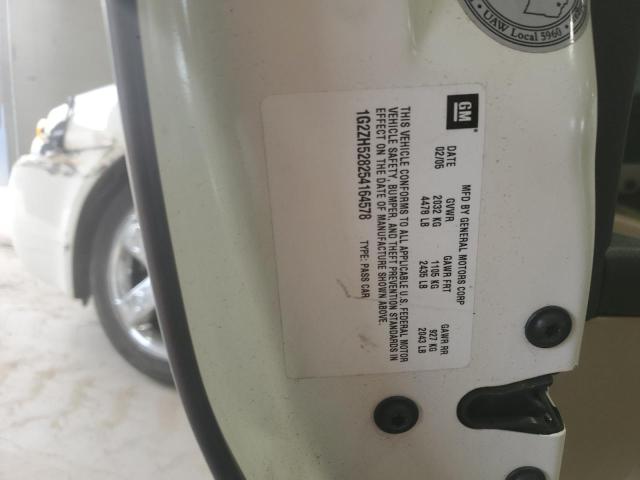 UAW Local 5960
GM
MFD BY GENERAL MOTORS CORP
DATE GVWR GAWR FRT GAWR RR
02/05 2032 KG 1105 KG 927 KG
4478 LB 2435 LB 2043 LB
THIS VEHICLE CONFORMS TO ALL APPLICABLE U.S. FEDERAL MOTOR
VEHICLE SAFETY, BUMPER, AND THEFT PREVENTION STANDARDS IN
EFFECT ON THE DATE OF MANUFACTURE SHOWN ABOVE.
1G2ZH528254164578 TYPE: PASS CAR